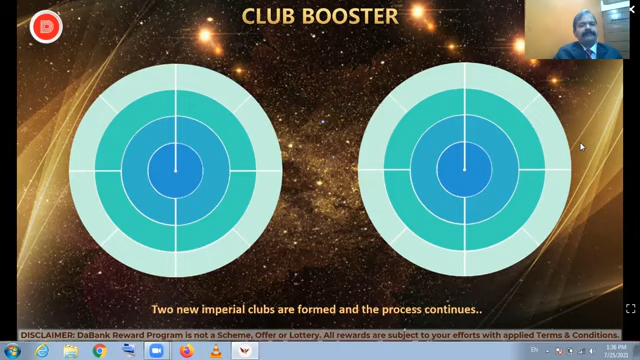 CLUB BOOSTER
D
Two new imperial clubs are formed and the process continues..
DISCLAIMER: DaBank Reward Program is not a Scheme, Offer or Lottery. All rewards are subject to your efforts with applied Terms & Conditions.
EN
1:36 PM
7/25/2021